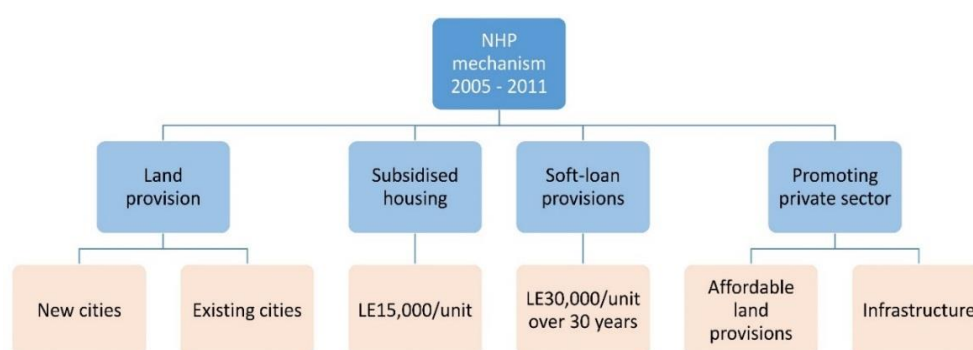 NHP
mechanism
2005 - 2011
Land
provision
Subsidised
housing
Soft-loan
provisions
Promoting
private sector
New cities
Existing cities
LE15,000/unit
LE30,000/unit
over 30 years
Affordable
land
provisions
Infrastructure